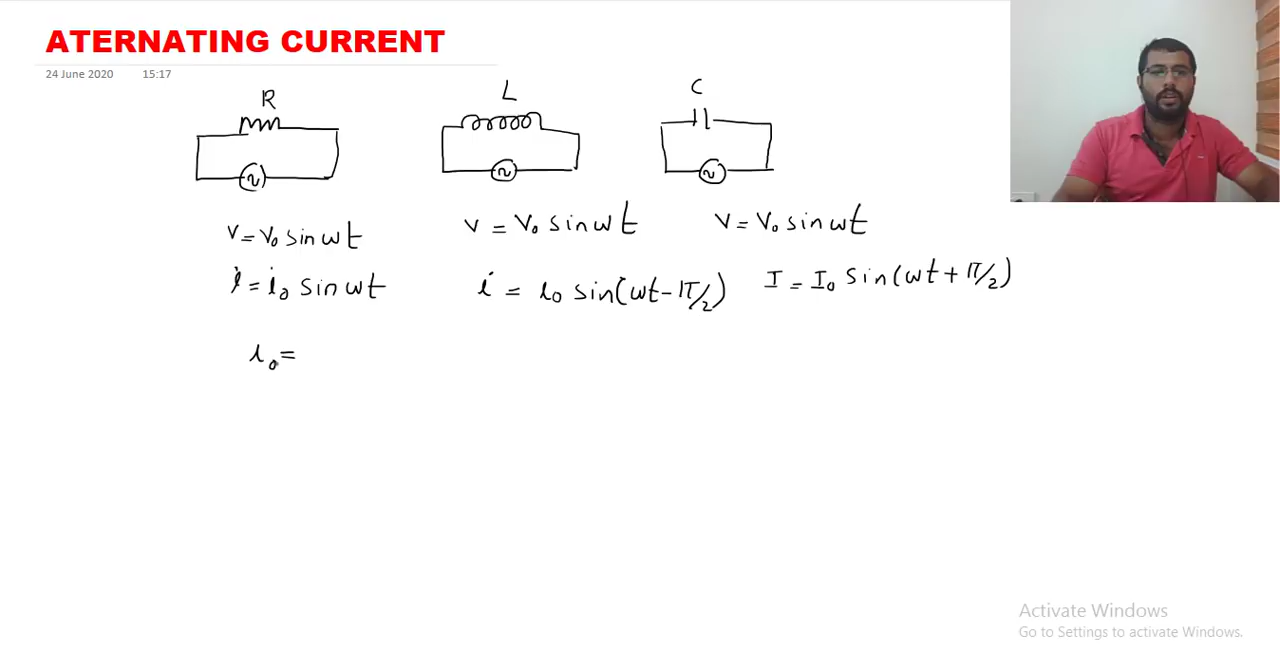 ATERNATING CURRENT
24 June 2020 15:17
R L C
V = V₀ sin ωt V = V₀ sin ωt V = V₀ sin ωt
i = i₀ sin ωt i = i₀ sin(ωt - π/2) I = I₀ sin(ωt + π/2)
i₀ =
Activate Windows
Go to Settings to activate Windows.